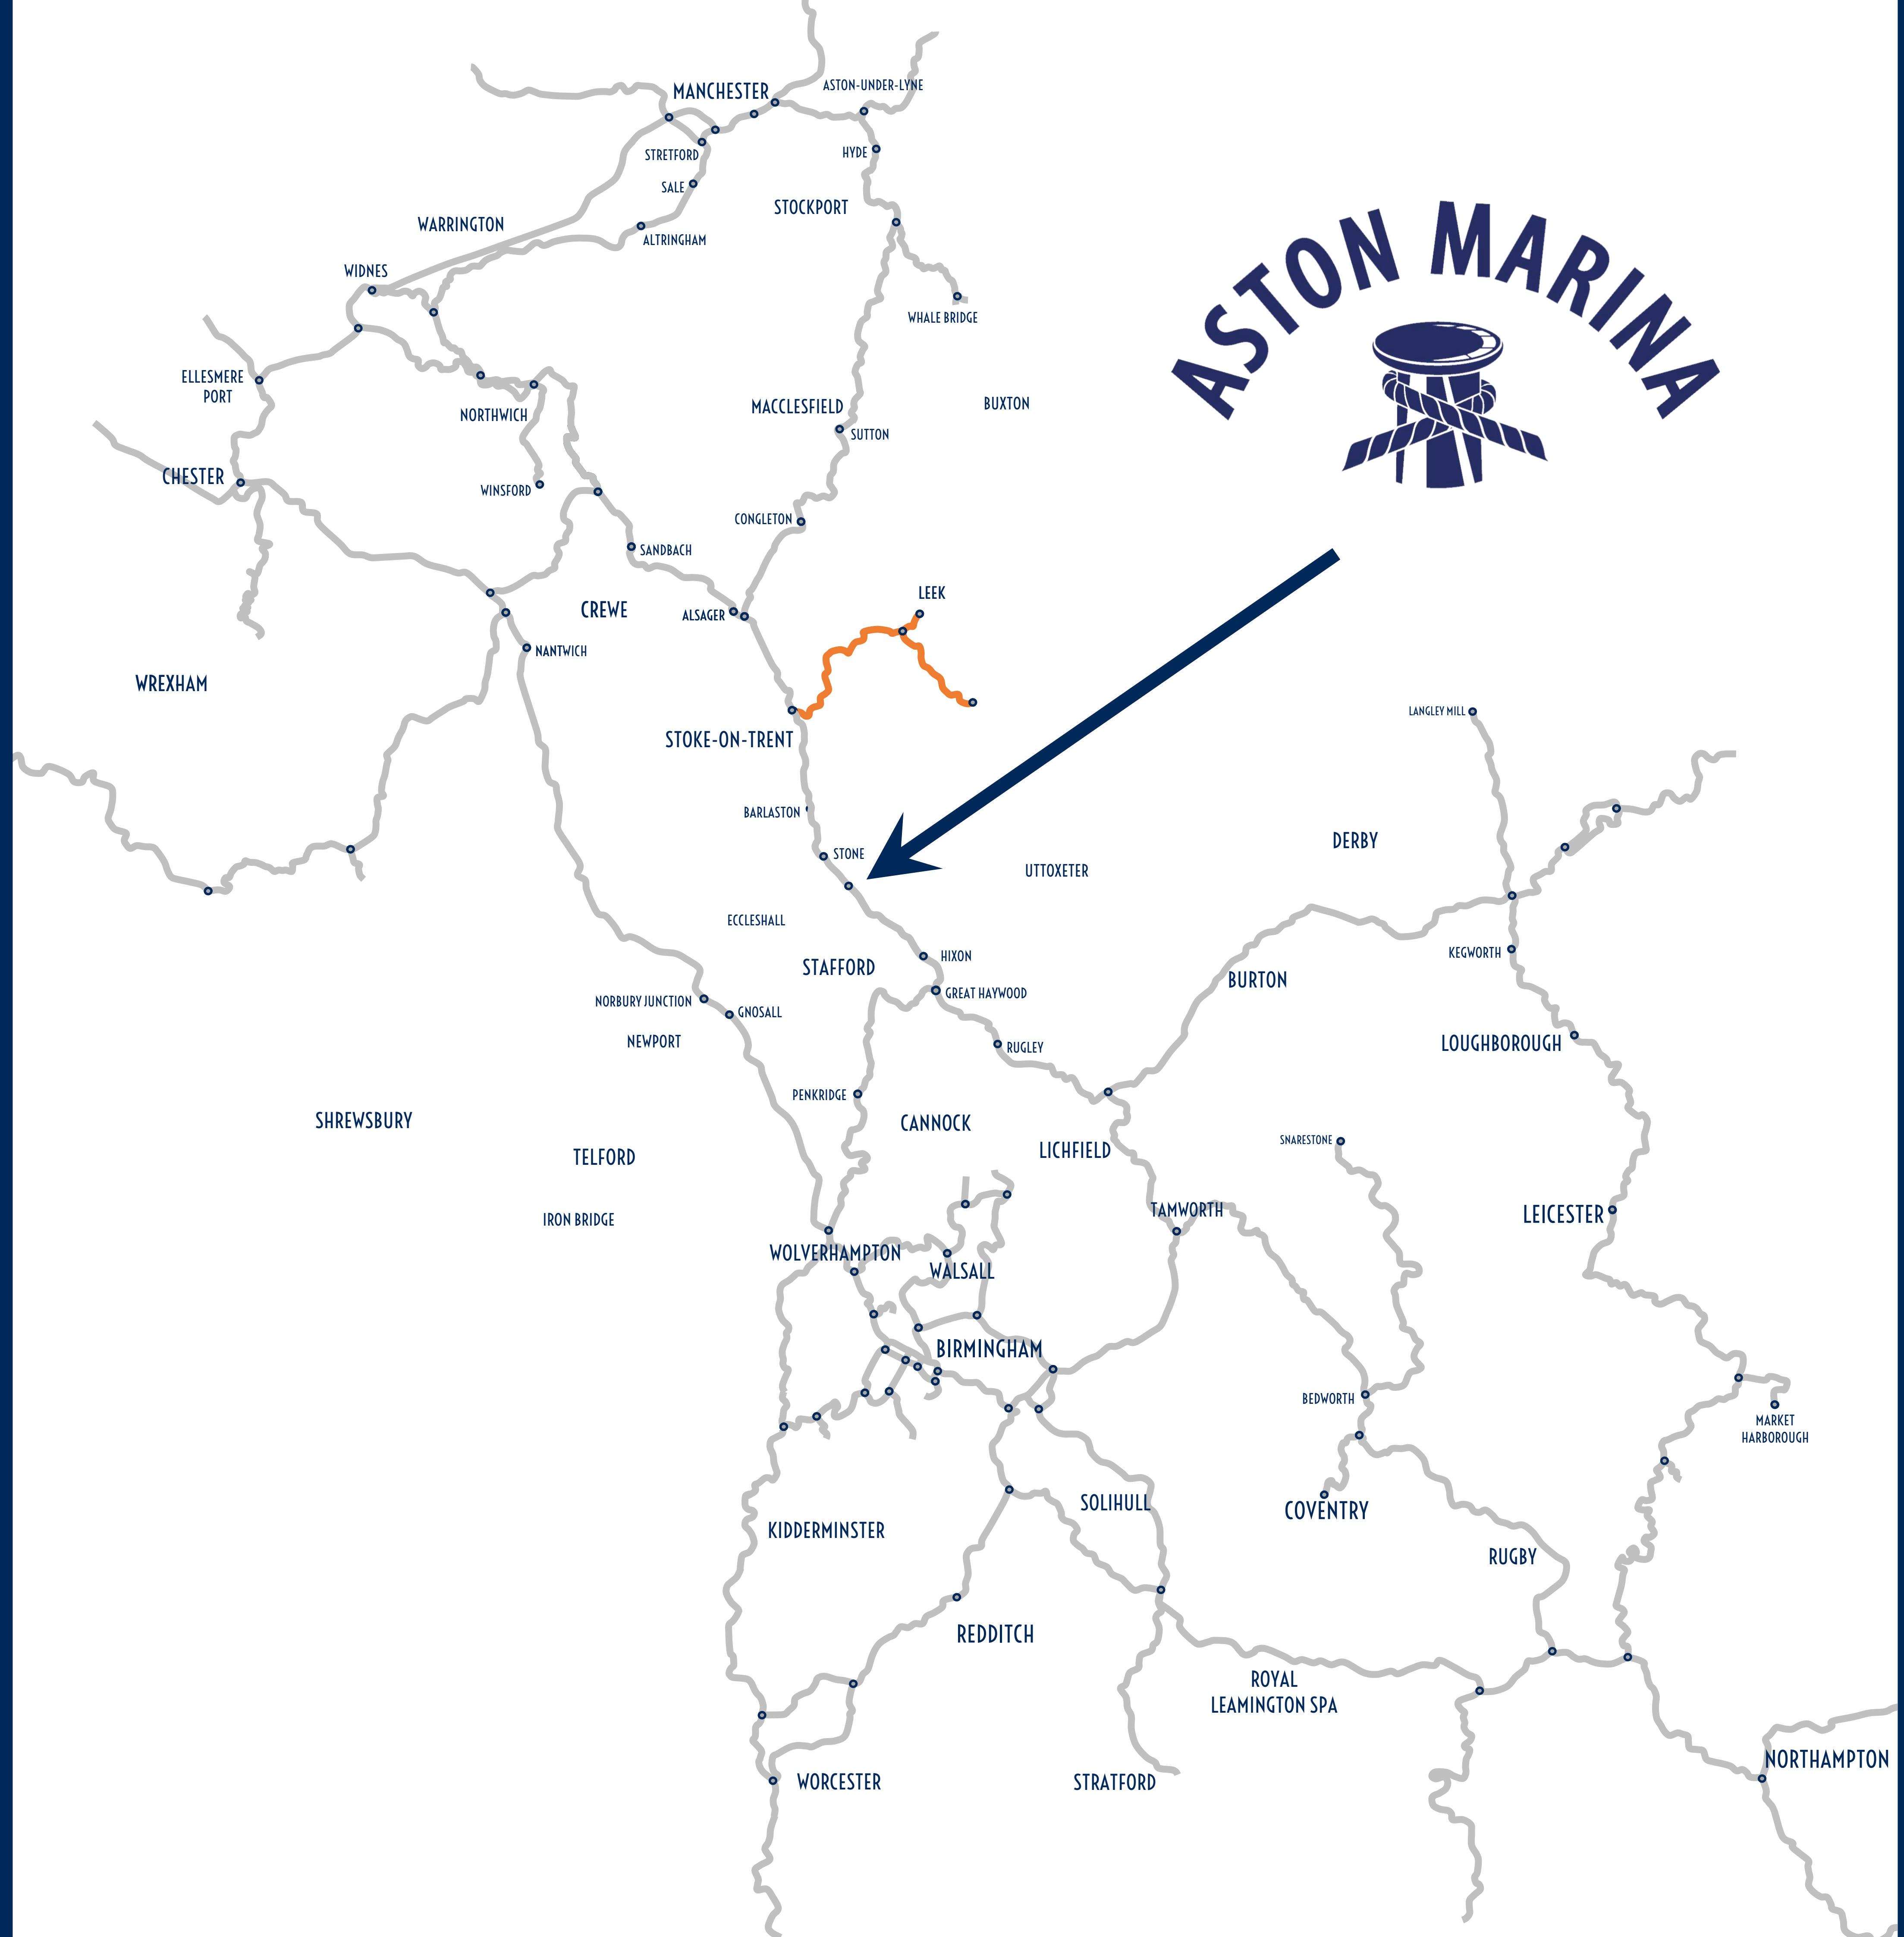 MANCHESTER
ASTON-UNDER-LYNE
STRETFORD
HYDE
SALE
STOCKPORT
WARRINGTON
ALTRINGHAM
WIDNES
WHALE BRIDGE
ASTON MARINA
ELLESMERE
PORT
NORTHWICH
MACCLESFIELD
BUXTON
SUTTON
CHESTER
WINSFORD
CONGLETON
SANDBACH
LEEK
CREWE
ALSAGER
NANTWICH
WREXHAM
LANGLEY MILL
STOKE-ON-TRENT
BARLASTON
DERBY
STONE
UTTOXETER
ECCLESHALL
KEGWORTH
HIXON
STAFFORD
BURTON
GREAT HAYWOOD
NORBURY JUNCTION
GNOSALL
NEWPORT
RUGLEY
LOUGHBOROUGH
PENKRIDGE
SHREWSBURY
CANNOCK
SNARESTONE
LICHFIELD
TELFORD
TAMWORTH
LEICESTER
IRON BRIDGE
WOLVERHAMPTON
WALSALL
BIRMINGHAM
BEDWORTH
MARKET
HARBOROUGH
SOLIHULL
COVENTRY
KIDDERMINSTER
RUGBY
REDDITCH
ROYAL
LEAMINGTON SPA
NORTHAMPTON
WORCESTER
STRATFORD